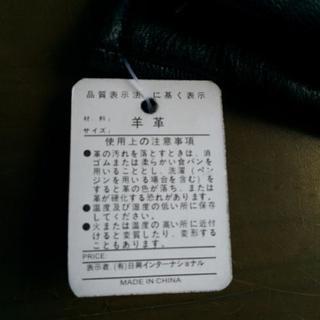 品質表示法 に基く表示
材料: 羊革
サイズ:
使用上の注意事項
●革の汚れを落とすときは、消
ゴムまたは柔らかい食パンを
用いることとし、洗濯(ベン
ジンを用いる場合を含む)を
すると革の色が落ち、または
革が硬化する恐れがあります。
●温度及び湿度の低い所に保存
してください。
●火または温度の高い所に近付
けると変質したり、変形する
こともあります。
PRICE:
表示者 (有)日興インターナショナル
MADE IN CHINA